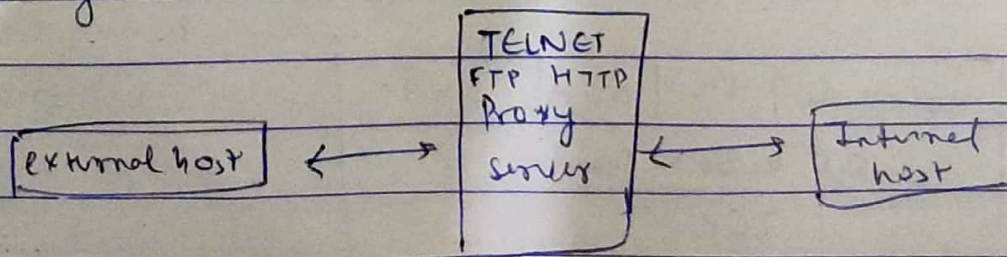 TELNET
FTP HTTP
Proxy
server
external host
Internal
host